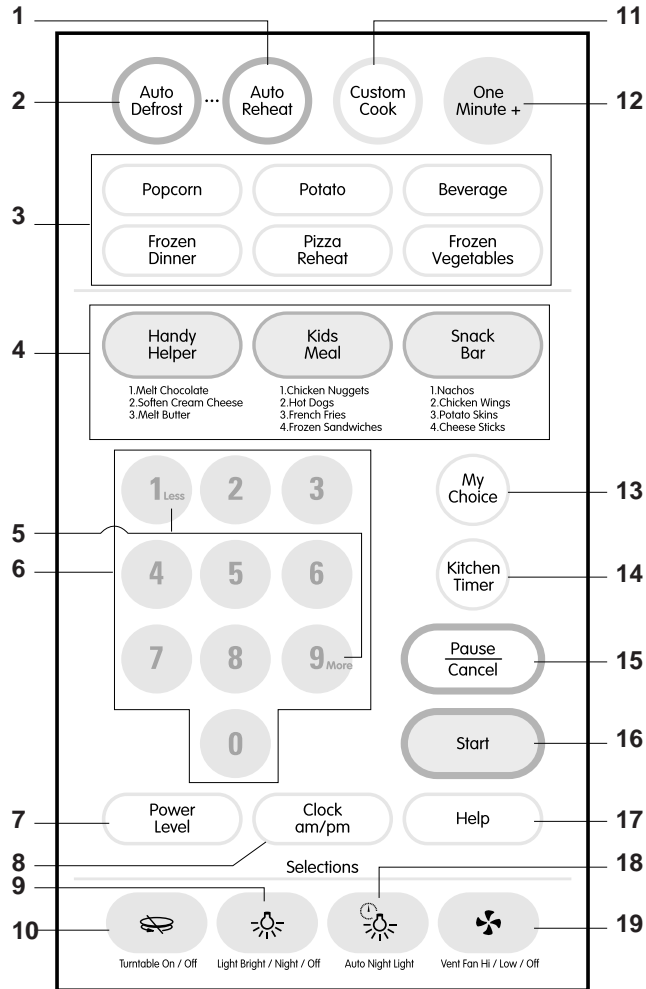 1
11
Auto
Defrost
...
Auto
Reheat
Custom
Cook
One
Minute +
2
12
Popcorn
Potato
Beverage
3
Frozen
Dinner
Pizza
Reheat
Frozen
Vegetables
4
Handy
Helper
Kids
Meal
Snack
Bar
1.Melt Chocolate
2.Soften Cream Cheese
3.Melt Butter
1.Chicken Nuggets
2.Hot Dogs
3.French Fries
4.Frozen Sandwiches
1.Nachos
2.Chicken Wings
3.Potato Skins
4.Cheese Sticks
1 Less
2
3
My
Choice
13
5
6
4
5
6
Kitchen
Timer
14
7
8
9 More
Pause
Cancel
15
0
Start
16
7
Power
Level
Clock
am/pm
Help
17
8
Selections
18
9
10
19
Turntable On / Off
Light Bright / Night / Off
Auto Night Light
Vent Fan Hi / Low / Off